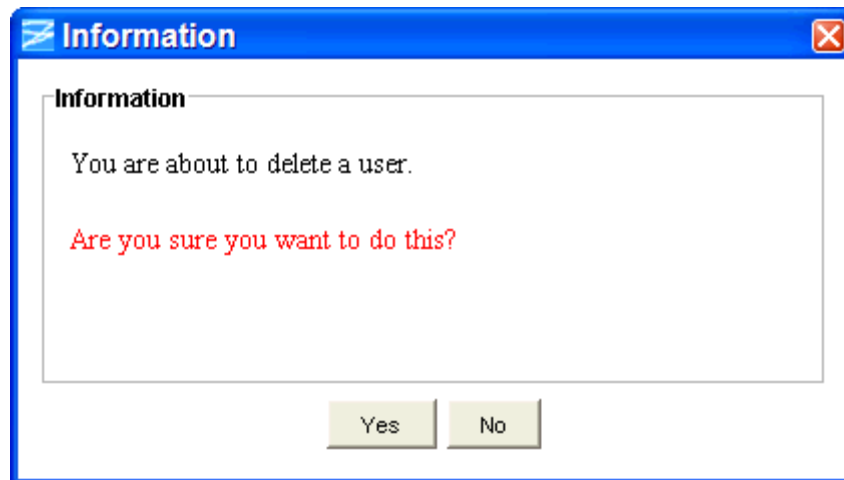 Information
Information
You are about to delete a user.
Are you sure you want to do this?
Yes No